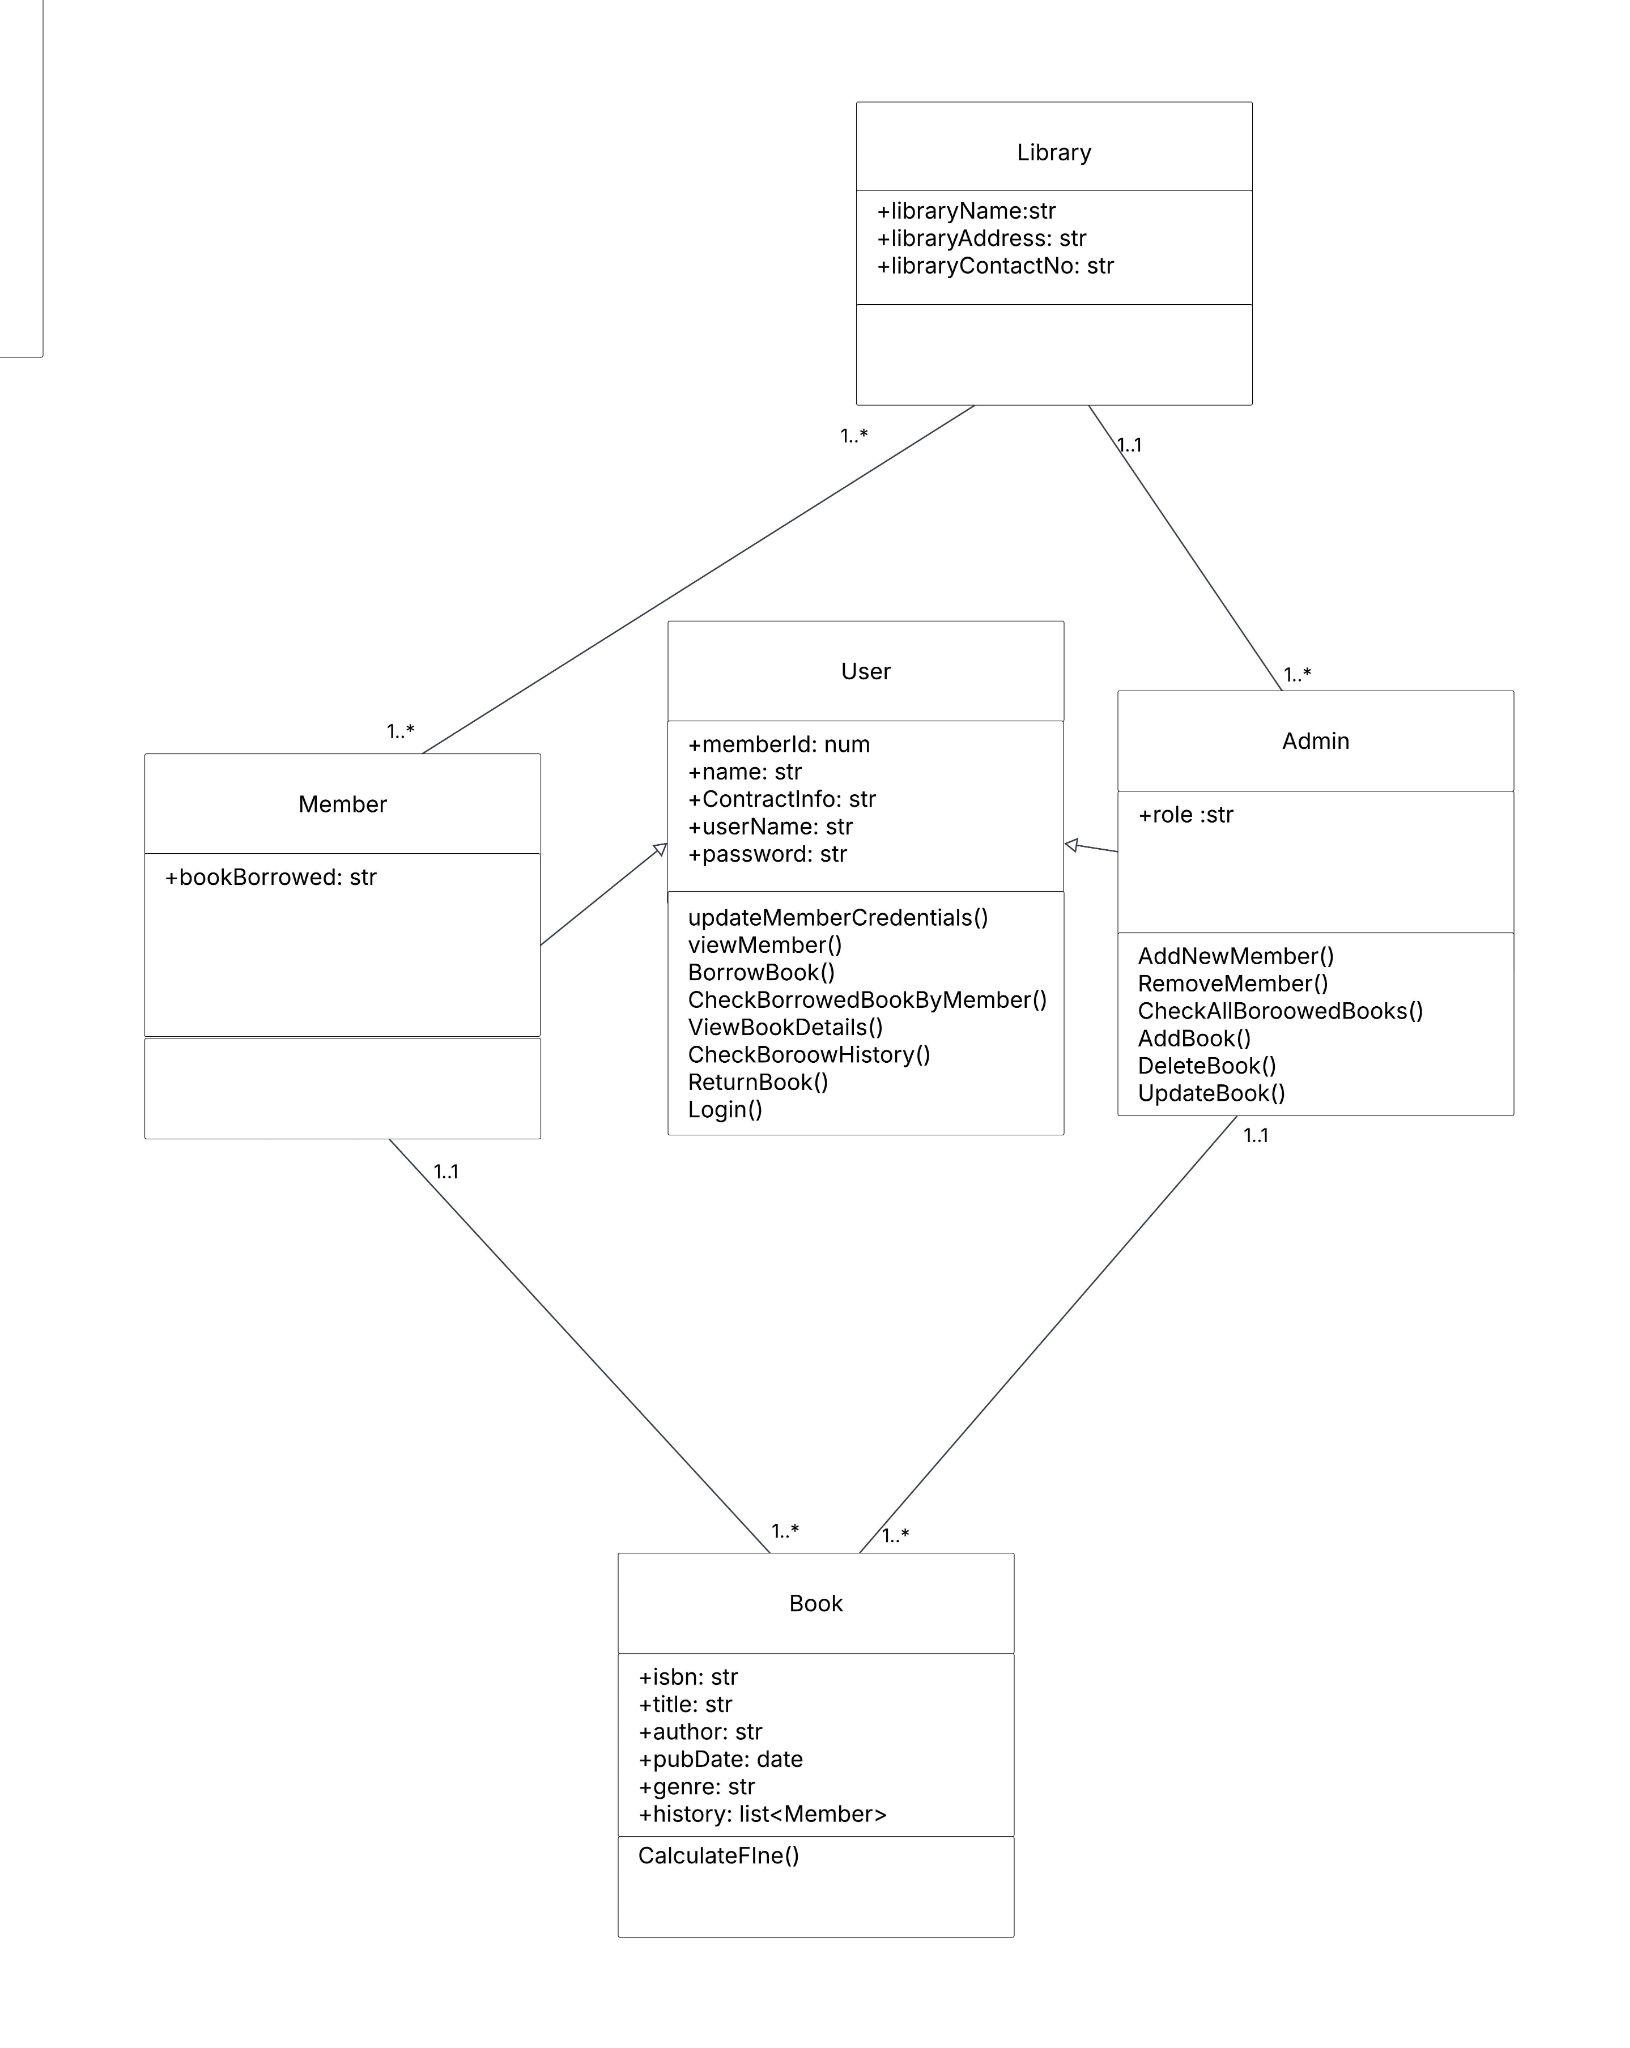 Library
+libraryName:str
+libraryAddress: str
+libraryContactNo: str
1..*
1..1
1..*
1..*
User
+memberId: num
+name: str
+ContractInfo: str
+userName: str
+password: str
updateMemberCredentials()
viewMember()
BorrowBook()
CheckBorrowedBookByMember()
ViewBookDetails()
CheckBoroowHistory()
ReturnBook()
Login()
Admin
+role :str
AddNewMember()
RemoveMember()
CheckAllBoroowedBooks()
AddBook()
DeleteBook()
UpdateBook()
Member
+bookBorrowed: str
1..1
1..1
1..*
1..*
Book
+isbn: str
+title: str
+author: str
+pubDate: date
+genre: str
+history: list<Member>
CalculateFIne()